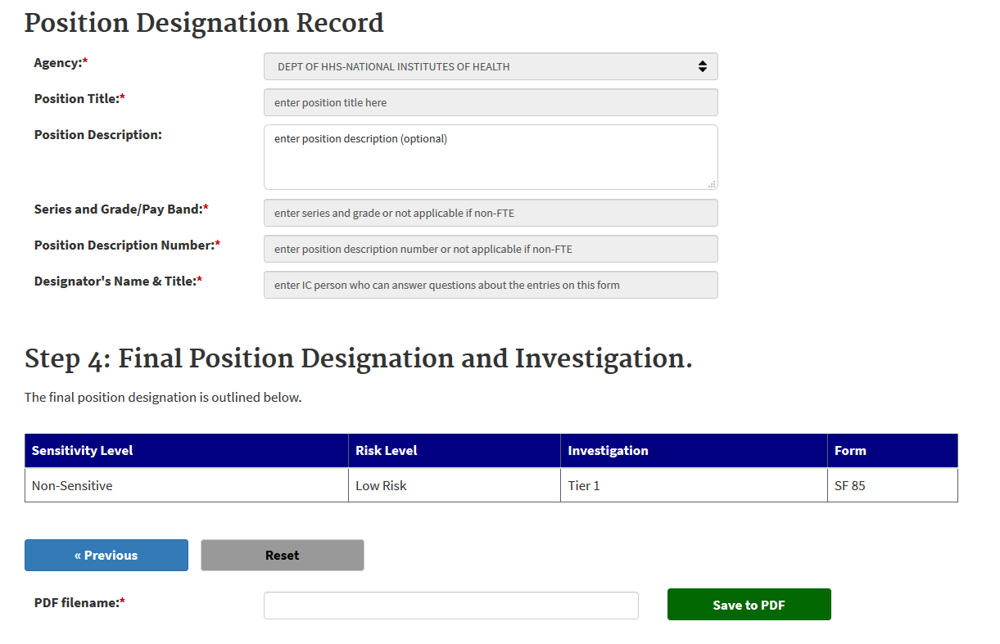 Position Designation Record
Agency:* DEPT OF HHS-NATIONAL INSTITUTES OF HEALTH
Position Title:* enter position title here
Position Description: enter position description (optional)
Series and Grade/Pay Band:* enter series and grade or not applicable if non-FTE
Position Description Number:* enter position description number or not applicable if non-FTE
Designator's Name & Title:* enter IC person who can answer questions about the entries on this form
Step 4: Final Position Designation and Investigation.
The final position designation is outlined below.
Sensitivity Level Risk Level Investigation Form
Non-Sensitive Low Risk Tier 1 SF 85
« Previous Reset
PDF filename:* Save to PDF